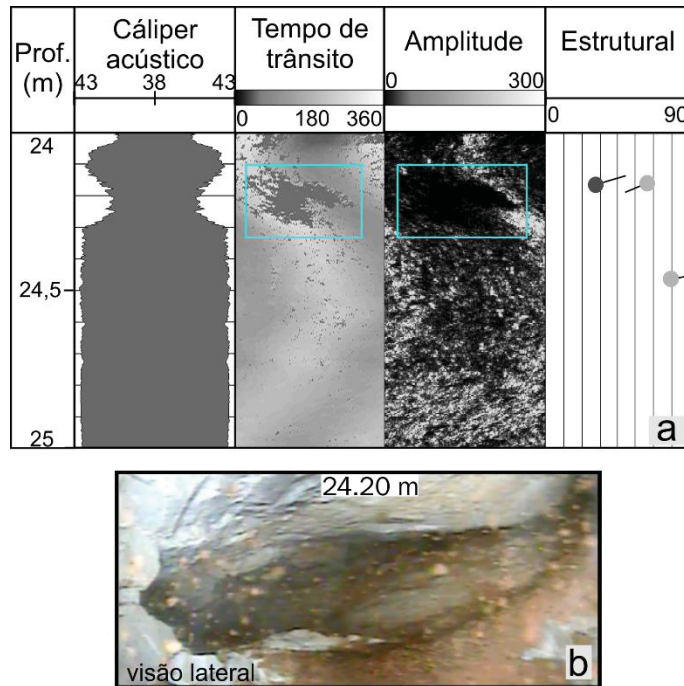 Prof.
(m)
Cáliper
acústico
43 38 43
Tempo de
trânsito
0 180 360
Amplitude
0 300
Estrutural
0 90
24
24,5
25
a
24.20 m
visão lateral
b